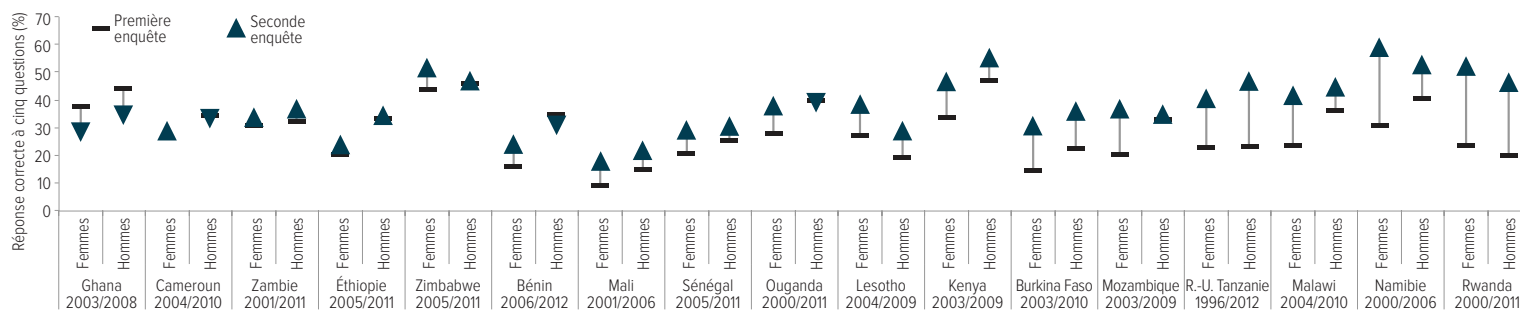 Réponse correcte à cinq questions (%)
70
60
50
40
30
20
10
0
Première
enquête
Seconde
enquête
Femmes
Hommes
Femmes
Hommes
Femmes
Hommes
Femmes
Hommes
Femmes
Hommes
Femmes
Hommes
Femmes
Hommes
Femmes
Hommes
Femmes
Hommes
Femmes
Hommes
Femmes
Hommes
Femmes
Hommes
Femmes
Hommes
Femmes
Hommes
Femmes
Hommes
Femmes
Hommes
Femmes
Hommes
Ghana
2003/2008
Cameroun
2004/2010
Zambie
2001/2011
Éthiopie
2005/2011
Zimbabwe
2005/2011
Bénin
2006/2012
Mali
2001/2006
Sénégal
2005/2011
Ouganda
2000/2011
Lesotho
2004/2009
Kenya
2003/2009
Burkina Faso
2003/2010
Mozambique
2003/2009
R.-U. Tanzanie
1996/2012
Malawi
2004/2010
Namibie
2000/2006
Rwanda
2000/2011